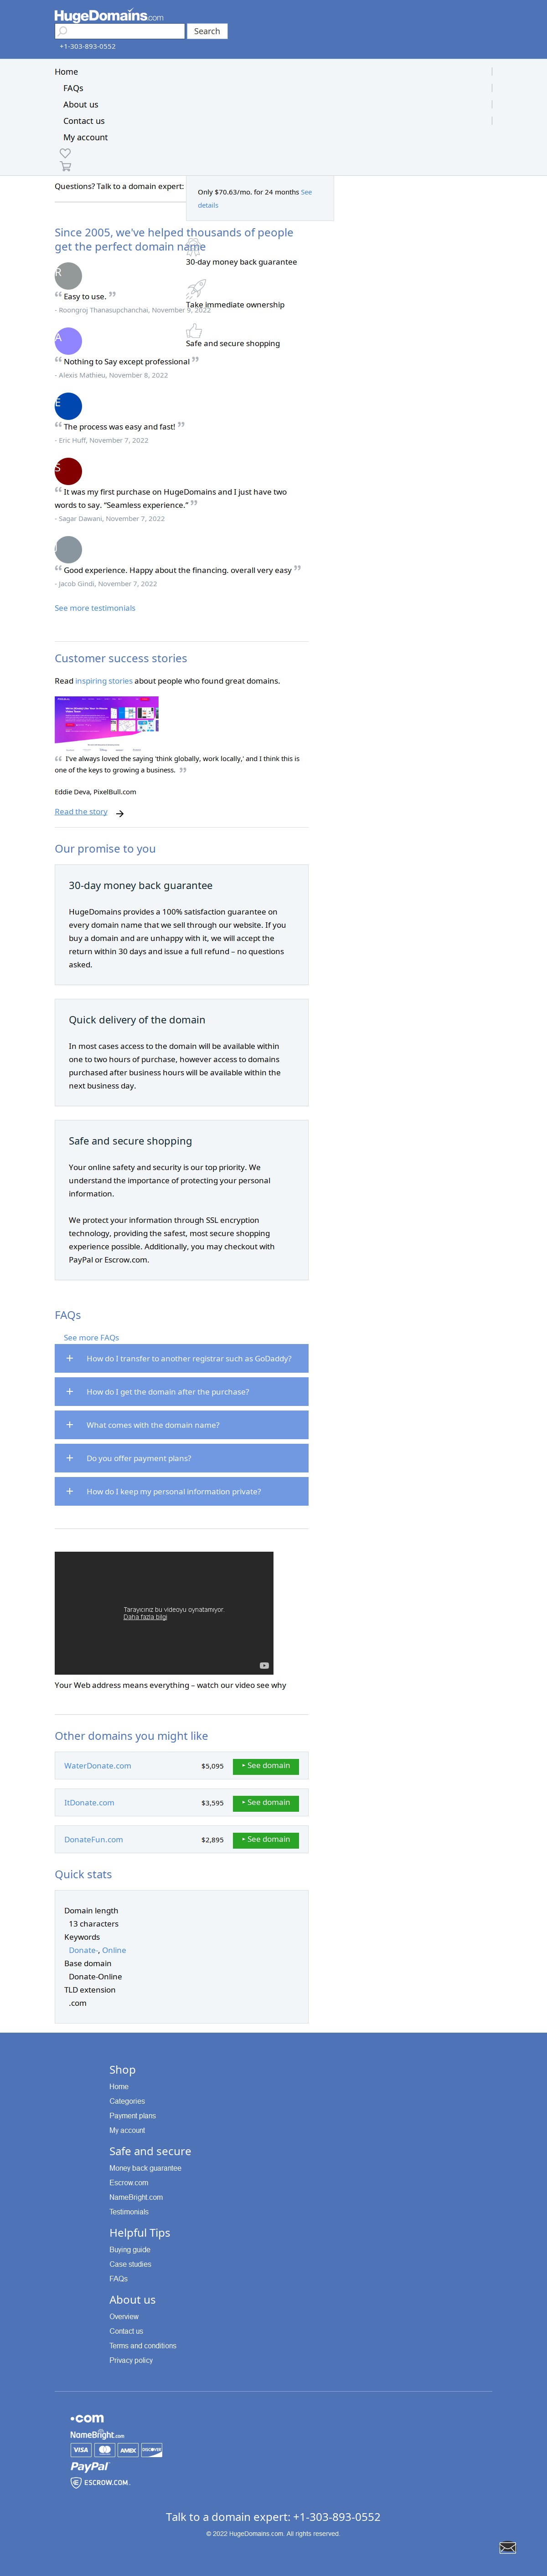 HugeDomains.com
Search
+1-303-893-0552
Home
FAQs
About us
Contact us
My account
Questions? Talk to a domain expert:
Only $70.63/mo. for 24 months See
details
Since 2005, we've helped thousands of people
get the perfect domain name
30-day money back guarantee
R
“ Easy to use. ”
Take immediate ownership
- Roongroj Thanasupchanchai, November 9, 2022
A
Safe and secure shopping
“ Nothing to Say except professional ”
- Alexis Mathieu, November 8, 2022
E
“ The process was easy and fast! ”
- Eric Huff, November 7, 2022
S
“ It was my first purchase on HugeDomains and I just have two
words to say. “Seamless experience.” ”
- Sagar Dawani, November 7, 2022
J
“ Good experience. Happy about the financing. overall very easy ”
- Jacob Gindi, November 7, 2022
See more testimonials
Customer success stories
Read inspiring stories about people who found great domains.
“ I've always loved the saying 'think globally, work locally,' and I think this is
one of the keys to growing a business. ”
Eddie Deva, PixelBull.com
Read the story
Our promise to you
30-day money back guarantee
HugeDomains provides a 100% satisfaction guarantee on
every domain name that we sell through our website. If you
buy a domain and are unhappy with it, we will accept the
return within 30 days and issue a full refund – no questions
asked.
Quick delivery of the domain
In most cases access to the domain will be available within
one to two hours of purchase, however access to domains
purchased after business hours will be available within the
next business day.
Safe and secure shopping
Your online safety and security is our top priority. We
understand the importance of protecting your personal
information.
We protect your information through SSL encryption
technology, providing the safest, most secure shopping
experience possible. Additionally, you may checkout with
PayPal or Escrow.com.
FAQs
See more FAQs
+ How do I transfer to another registrar such as GoDaddy?
+ How do I get the domain after the purchase?
+ What comes with the domain name?
+ Do you offer payment plans?
+ How do I keep my personal information private?
Tarayıcınız bu videoyu oynatamıyor.
Daha fazla bilgi
Your Web address means everything – watch our video see why
Other domains you might like
WaterDonate.com $5,095 See domain
ItDonate.com $3,595 See domain
DonateFun.com $2,895 See domain
Quick stats
Domain length
13 characters
Keywords
Donate-, Online
Base domain
Donate-Online
TLD extension
.com
Shop
Home
Categories
Payment plans
My account
Safe and secure
Money back guarantee
Escrow.com
NameBright.com
Testimonials
Helpful Tips
Buying guide
Case studies
FAQs
About us
Overview
Contact us
Terms and conditions
Privacy policy
.com
NameBright.com
VISA MasterCard AMEX DISCOVER
PayPal
ESCROW.COM
Talk to a domain expert: +1-303-893-0552
© 2022 HugeDomains.com. All rights reserved.